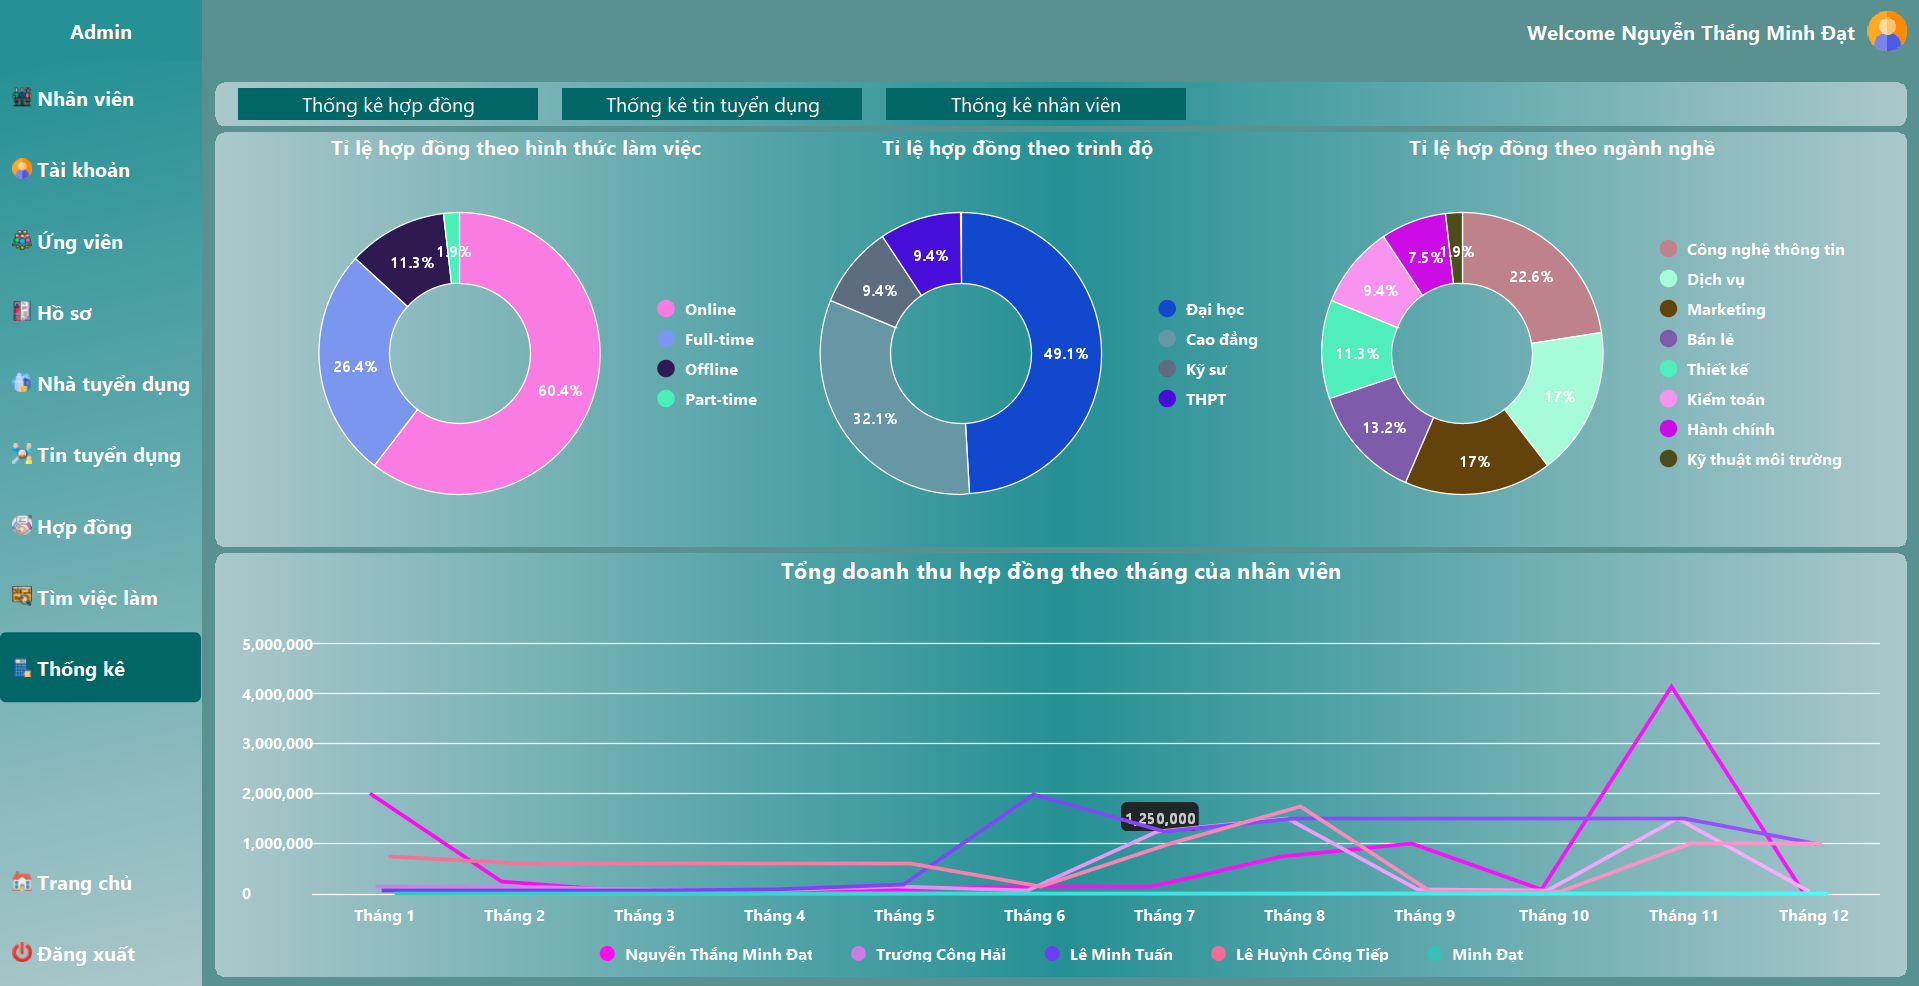 Admin
Welcome Nguyễn Thắng Minh Đạt
Nhân viên
Tài khoản
Ứng viên
Hồ sơ
Nhà tuyển dụng
Tin tuyển dụng
Hợp đồng
Tìm việc làm
Thống kê
Trang chủ
Đăng xuất
Thống kê hợp đồng
Thống kê tin tuyển dụng
Thống kê nhân viên
Tỉ lệ hợp đồng theo hình thức làm việc
1.9%
11.3%
26.4%
60.4%
Online
Full-time
Offline
Part-time
Tỉ lệ hợp đồng theo trình độ
9.4%
9.4%
49.1%
32.1%
Đại học
Cao đẳng
Kỹ sư
THPT
Tỉ lệ hợp đồng theo ngành nghề
1.9%
7.5%
22.6%
9.4%
11.3%
17%
13.2%
17%
Công nghệ thông tin
Dịch vụ
Marketing
Bán lẻ
Thiết kế
Kiểm toán
Hành chính
Kỹ thuật môi trường
Tổng doanh thu hợp đồng theo tháng của nhân viên
5,000,000
4,000,000
3,000,000
2,000,000
1,250,000
1,000,000
0
Tháng 1 Tháng 2 Tháng 3 Tháng 4 Tháng 5 Tháng 6 Tháng 7 Tháng 8 Tháng 9 Tháng 10 Tháng 11 Tháng 12
Nguyễn Thắng Minh Đạt Trương Công Hải Lê Minh Tuấn Lê Huỳnh Công Tiếp Minh Đạt